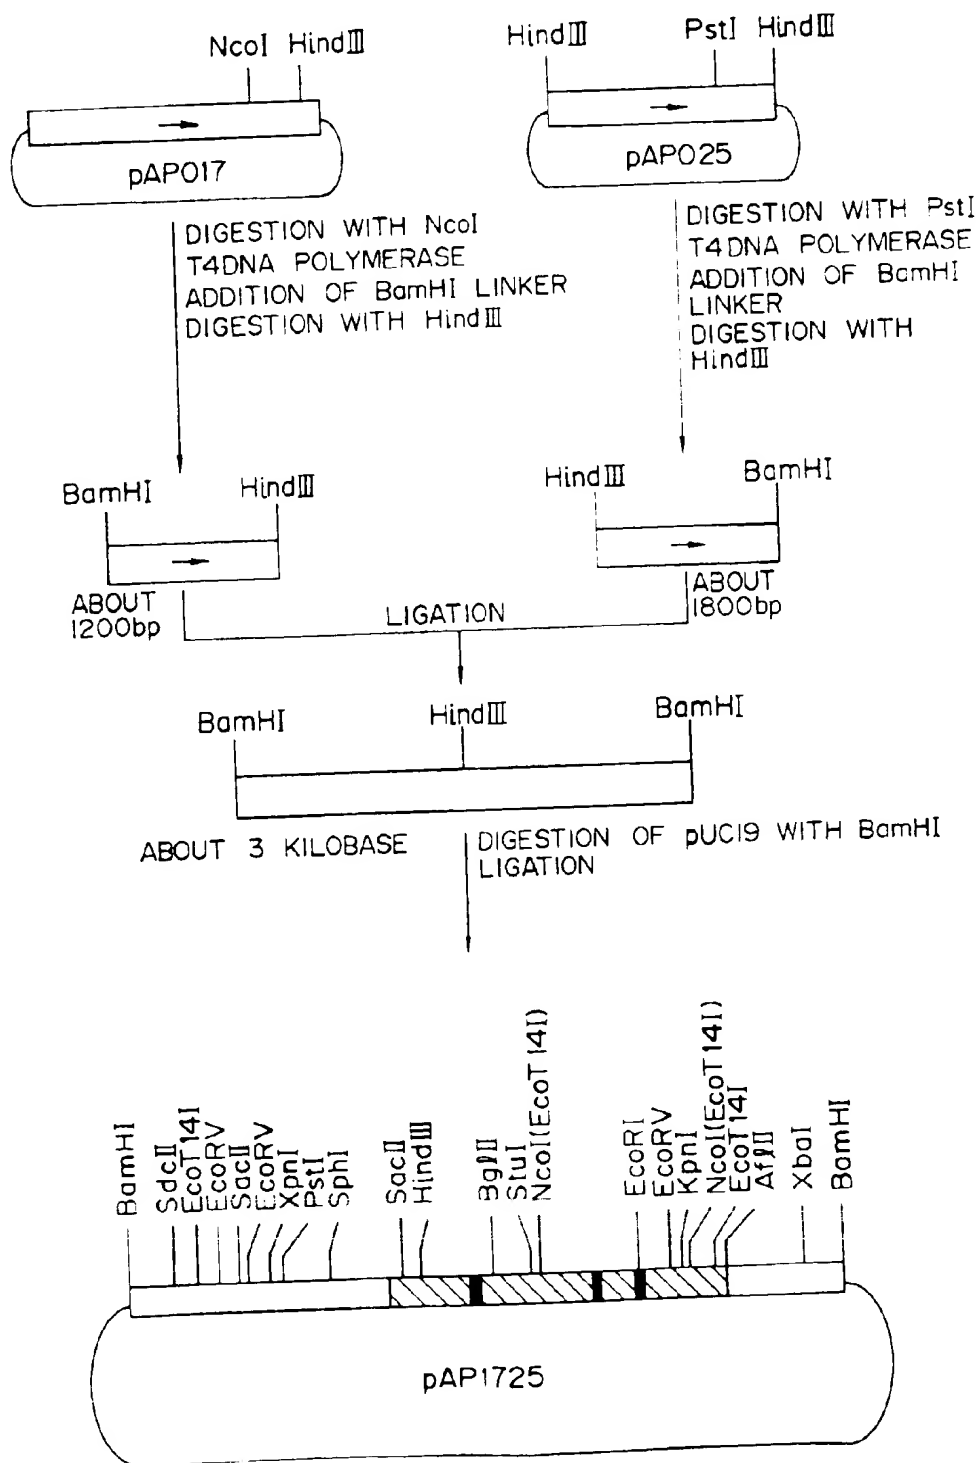 NcoI HindⅢ
HindⅢ PstI HindⅢ
pAPO17
pAPO25
DIGESTION WITH NcoI
T4DNA POLYMERASE
ADDITION OF BamHI LINKER
DIGESTION WITH HindⅢ
DIGESTION WITH PstI
T4DNA POLYMERASE
ADDITION OF BamHI
LINKER
DIGESTION WITH
HindⅢ
BamHI HindⅢ
HindⅢ BamHI
ABOUT
1200bp
LIGATION
ABOUT
1800bp
BamHI HindⅢ BamHI
ABOUT 3 KILOBASE
DIGESTION OF pUC19 WITH BamHI
LIGATION
BamHI
SdcⅡ
EcoT14I
EcoRV
SacⅡ
EcoRV
XpnI
PstI
SphI
SacⅡ
HindⅢ
BglⅡ
StuI
NcoI(EcoT14I)
EcoRI
EcoRV
KpnI
NcoI(EcoT14I)
EcoT14I
AflⅡ
XbaI
BamHI
pAP1725